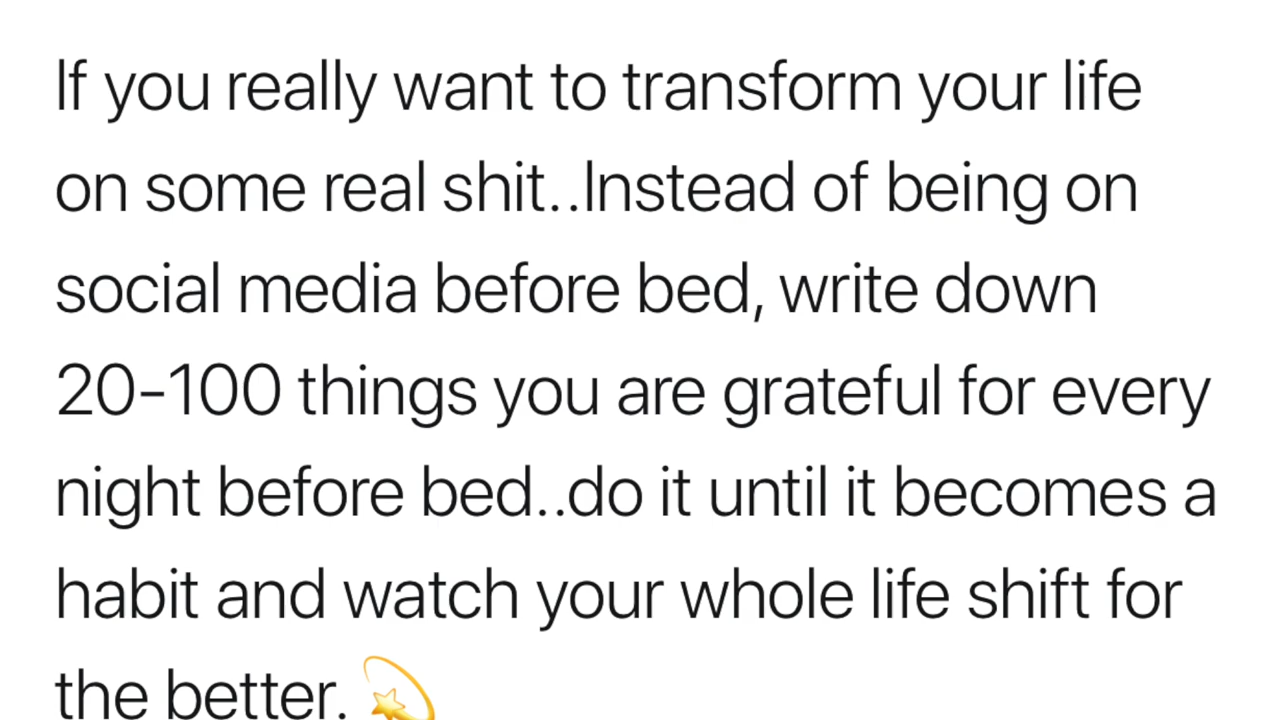 If you really want to transform your life
on some real shit..Instead of being on
social media before bed, write down
20-100 things you are grateful for every
night before bed..do it until it becomes a
habit and watch your whole life shift for
the better. 💫